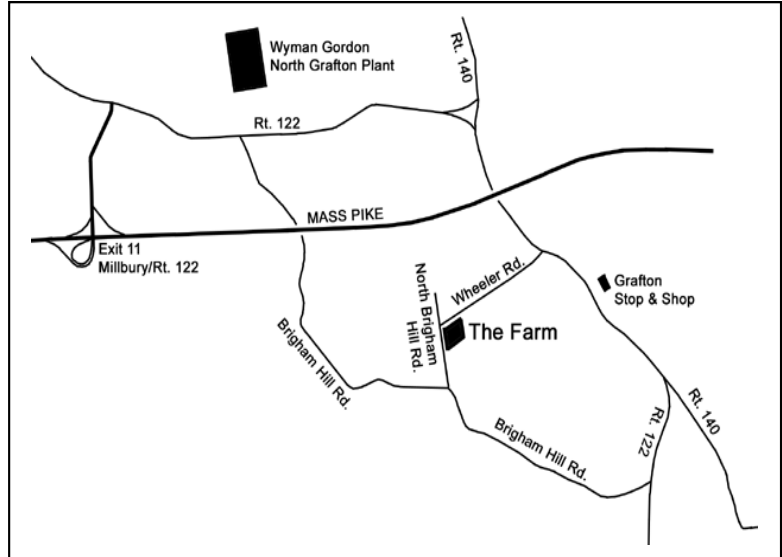 Wyman Gordon
North Grafton Plant
Rt. 140
Rt. 122
MASS PIKE
Exit 11
Millbury/Rt. 122
Wheeler Rd.
Grafton
Stop & Shop
North Brigham
Hill Rd.
The Farm
Brigham Hill Rd.
Rt. 140
Rt. 122
Brigham Hill Rd.